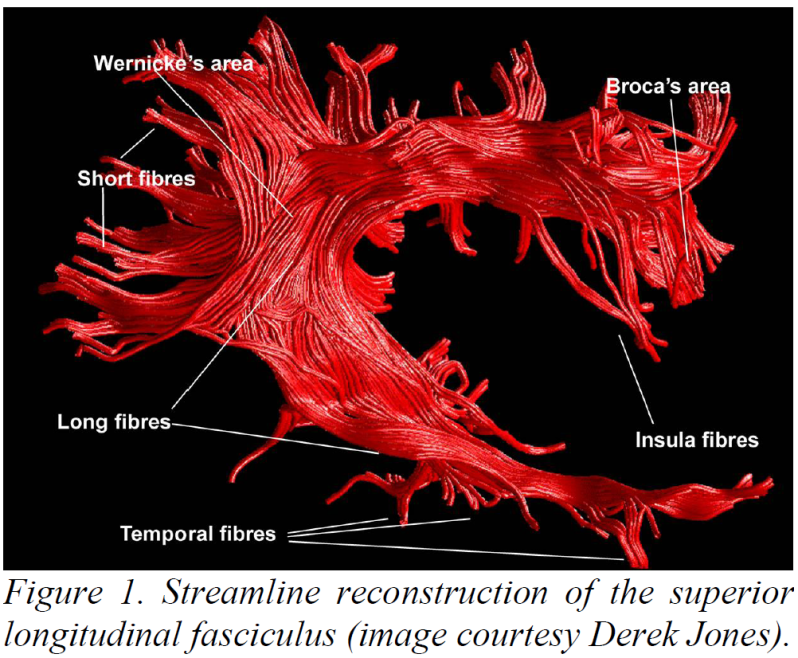 Wernicke's area
Broca's area
Short fibres
Long fibres
Insula fibres
Temporal fibres
Figure 1. Streamline reconstruction of the superior
longitudinal fasciculus (image courtesy Derek Jones).